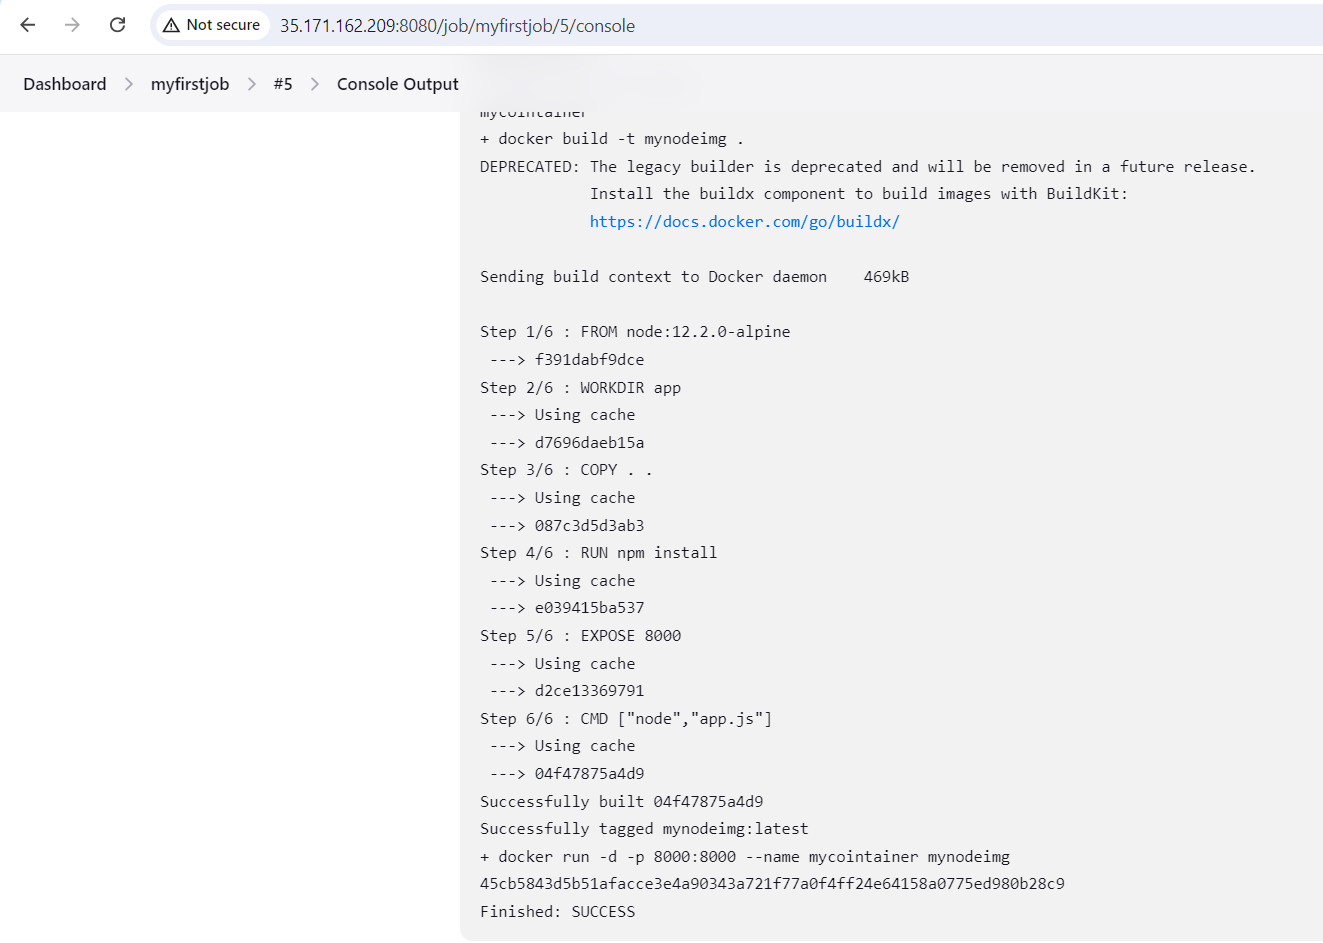 Not secure 35.171.162.209:8080/job/myfirstjob/5/console
Dashboard > myfirstjob > #5 > Console Output
mycointainer
+ docker build -t mynodeimg .
DEPRECATED: The legacy builder is deprecated and will be removed in a future release.
Install the buildx component to build images with BuildKit:
https://docs.docker.com/go/buildx/
Sending build context to Docker daemon 469kB
Step 1/6 : FROM node:12.2.0-alpine
---> f391dabf9dce
Step 2/6 : WORKDIR app
---> Using cache
---> d7696daeb15a
Step 3/6 : COPY . .
---> Using cache
---> 087c3d5d3ab3
Step 4/6 : RUN npm install
---> Using cache
---> e039415ba537
Step 5/6 : EXPOSE 8000
---> Using cache
---> d2ce13369791
Step 6/6 : CMD ["node","app.js"]
---> Using cache
---> 04f47875a4d9
Successfully built 04f47875a4d9
Successfully tagged mynodeimg:latest
+ docker run -d -p 8000:8000 --name mycointainer mynodeimg
45cb5843d5b51afacce3e4a90343a721f77a0f4ff24e64158a0775ed980b28c9
Finished: SUCCESS